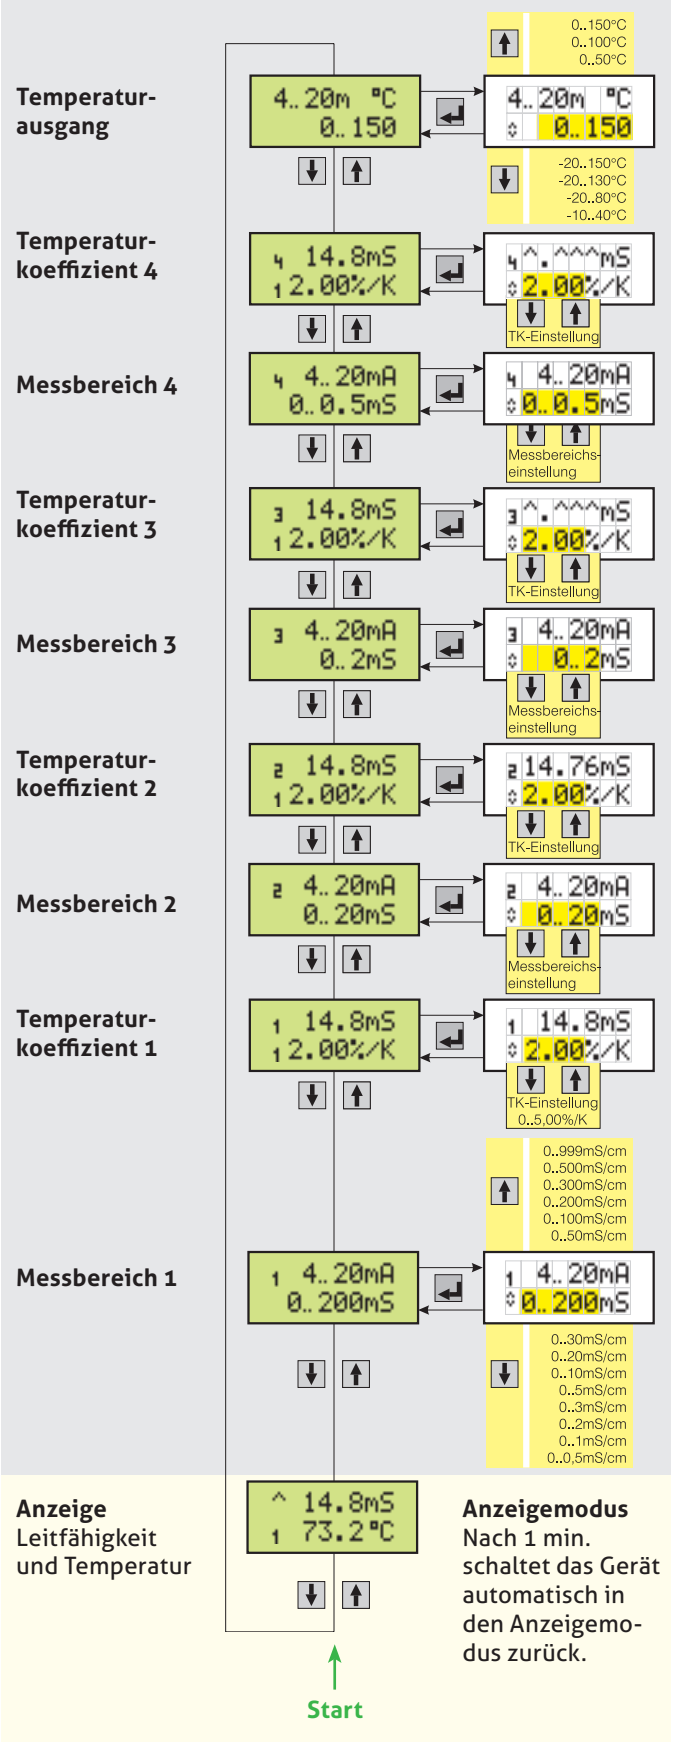 0..150°C
0..100°C
0..50°C
Temperatur-
ausgang
4..20m °C
0..150
4..20m °C
0..150
-20..150°C
-20..130°C
-20..80°C
-10..40°C
Temperatur-
koeffizient 4
4 14.8mS
1 2.00%/K
4 ^.^^^mS
2.00%/K
TK-Einstellung
Messbereich 4
4 4..20mA
0..0.5mS
4 4..20mA
0..0.5mS
Messbereichs-
einstellung
Temperatur-
koeffizient 3
3 14.8mS
1 2.00%/K
3 ^.^^^mS
2.00%/K
TK-Einstellung
Messbereich 3
3 4..20mA
0..2mS
3 4..20mA
0..2mS
Messbereichs-
einstellung
Temperatur-
koeffizient 2
2 14.8mS
1 2.00%/K
2 14.76mS
2.00%/K
TK-Einstellung
Messbereich 2
2 4..20mA
0..20mS
2 4..20mA
0..20mS
Messbereichs-
einstellung
Temperatur-
koeffizient 1
1 14.8mS
1 2.00%/K
1 14.8mS
2.00%/K
TK-Einstellung
0..5,00%/K
0..999mS/cm
0..500mS/cm
0..300mS/cm
0..200mS/cm
0..100mS/cm
0..50mS/cm
Messbereich 1
1 4..20mA
0..200mS
1 4..20mA
0..200mS
0..30mS/cm
0..20mS/cm
0..10mS/cm
0..5mS/cm
0..3mS/cm
0..2mS/cm
0..1mS/cm
0..0,5mS/cm
Anzeige
Leitfähigkeit
und Temperatur
^ 14.8mS
1 73.2°C
Anzeigemodus
Nach 1 min.
schaltet das Gerät
automatisch in
den Anzeigemo-
dus zurück.
Start